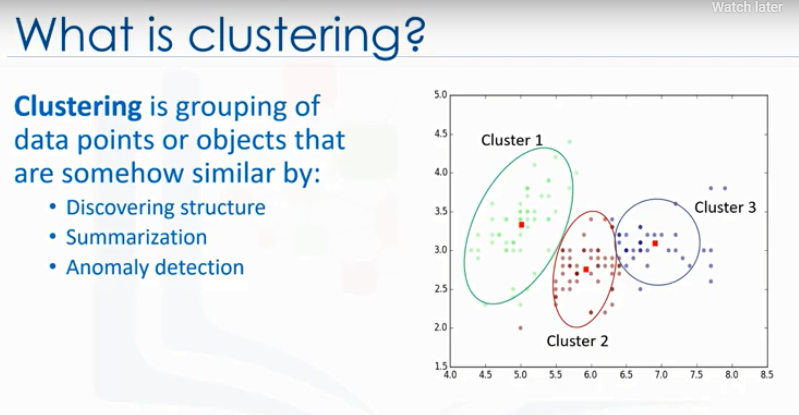 Watch later
What is clustering?
Clustering is grouping of
data points or objects that
are somehow similar by:
• Discovering structure
• Summarization
• Anomaly detection
5.0
4.5
4.0
3.5
3.0
2.5
2.0
1.5
Cluster 1
Cluster 3
Cluster 2
4.0 4.5 5.0 5.5 6.0 6.5 7.0 7.5 8.0 8.5